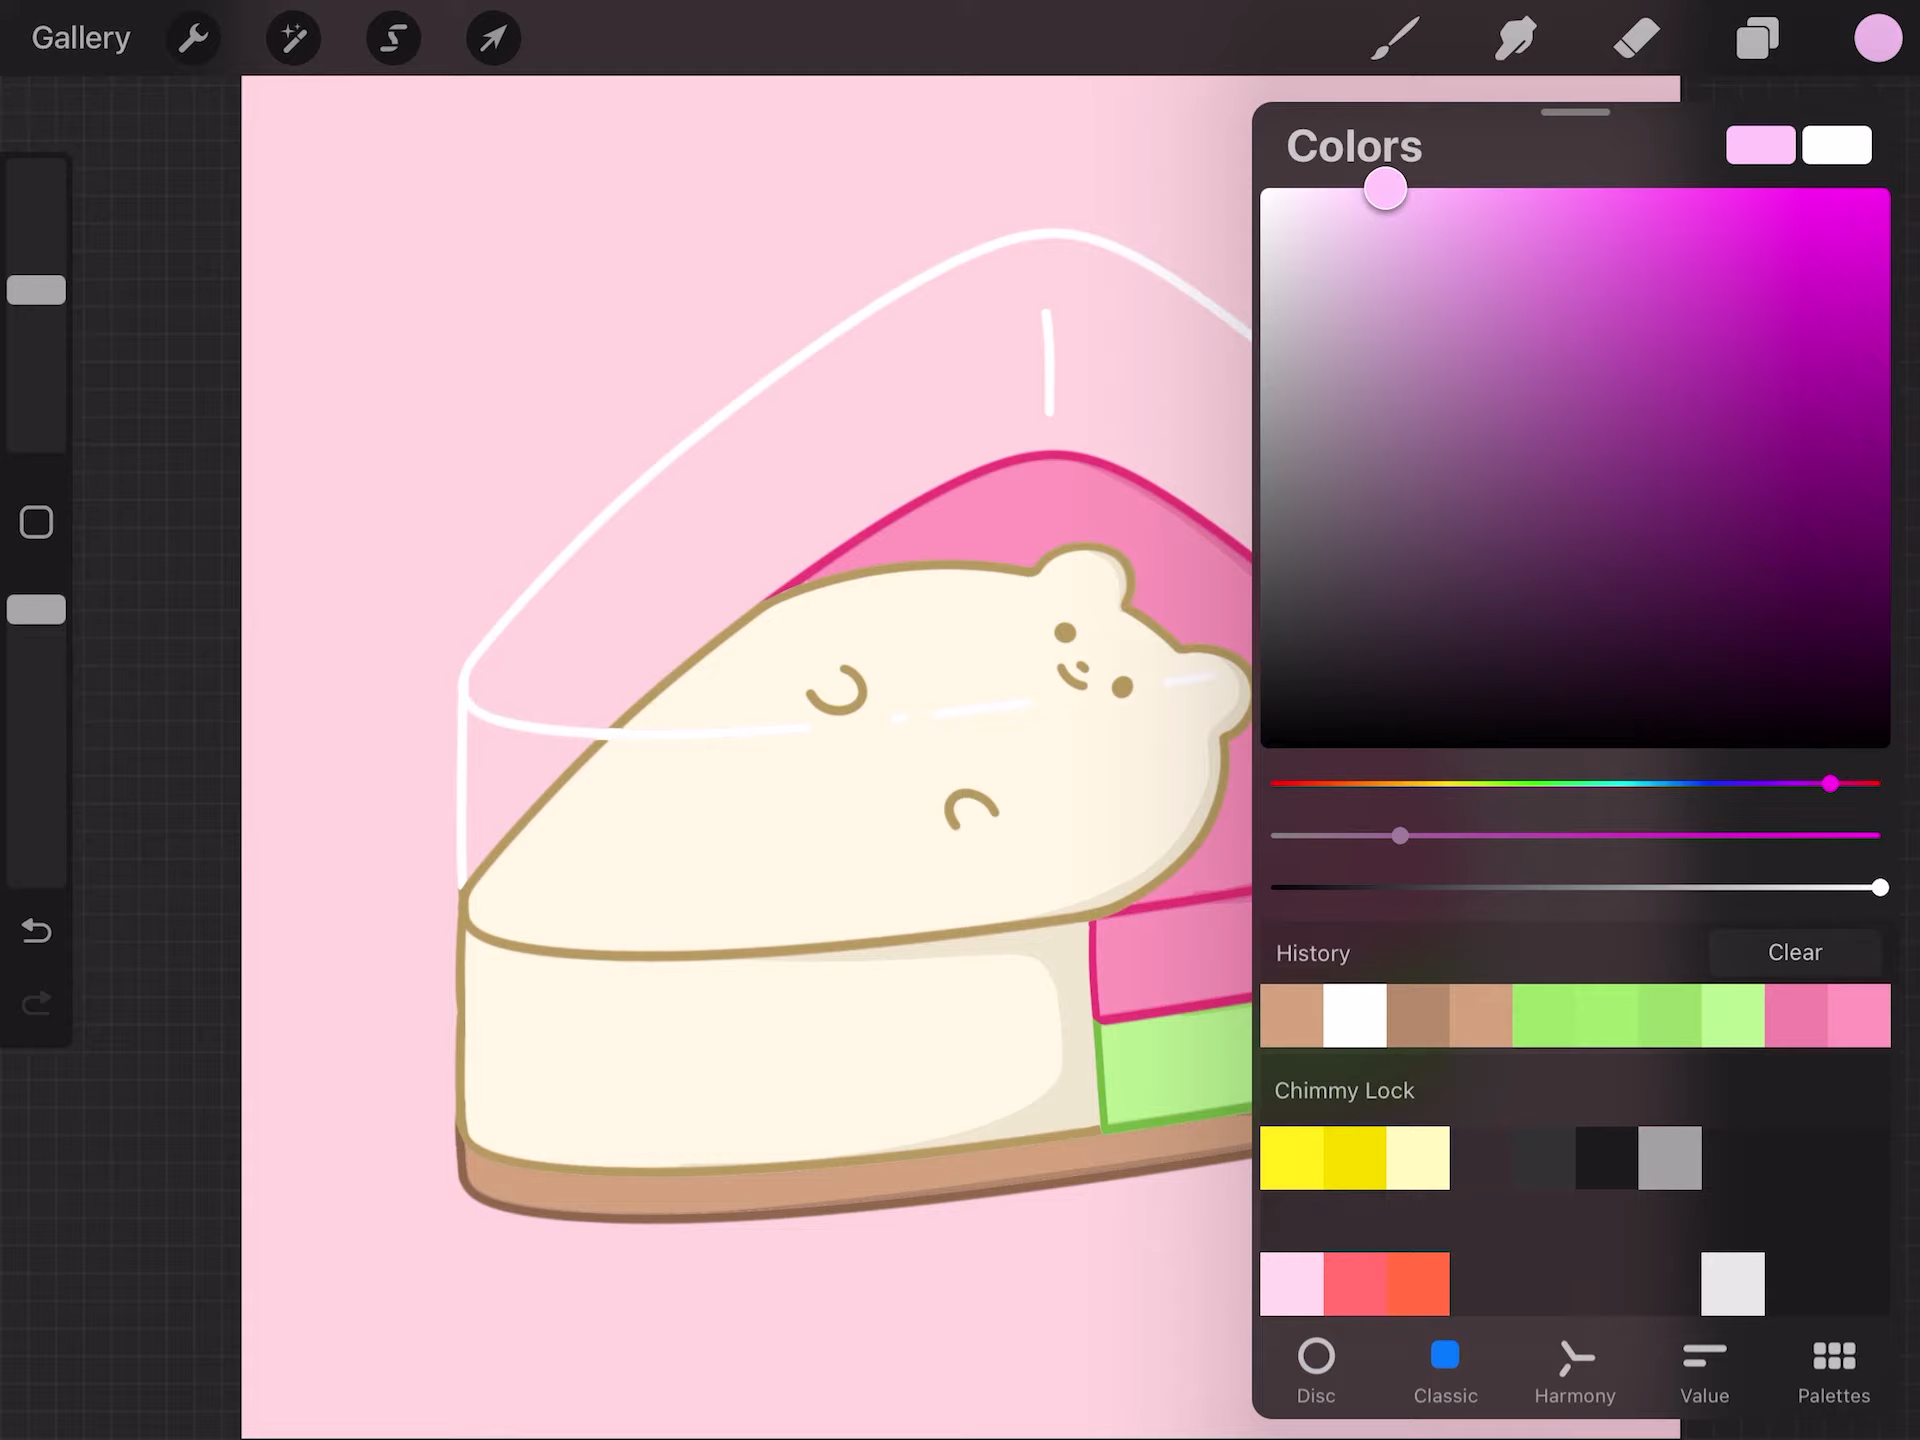 Gallery
Colors
History
Clear
Chimmy Lock
Disc
Classic
Harmony
Value
Palettes